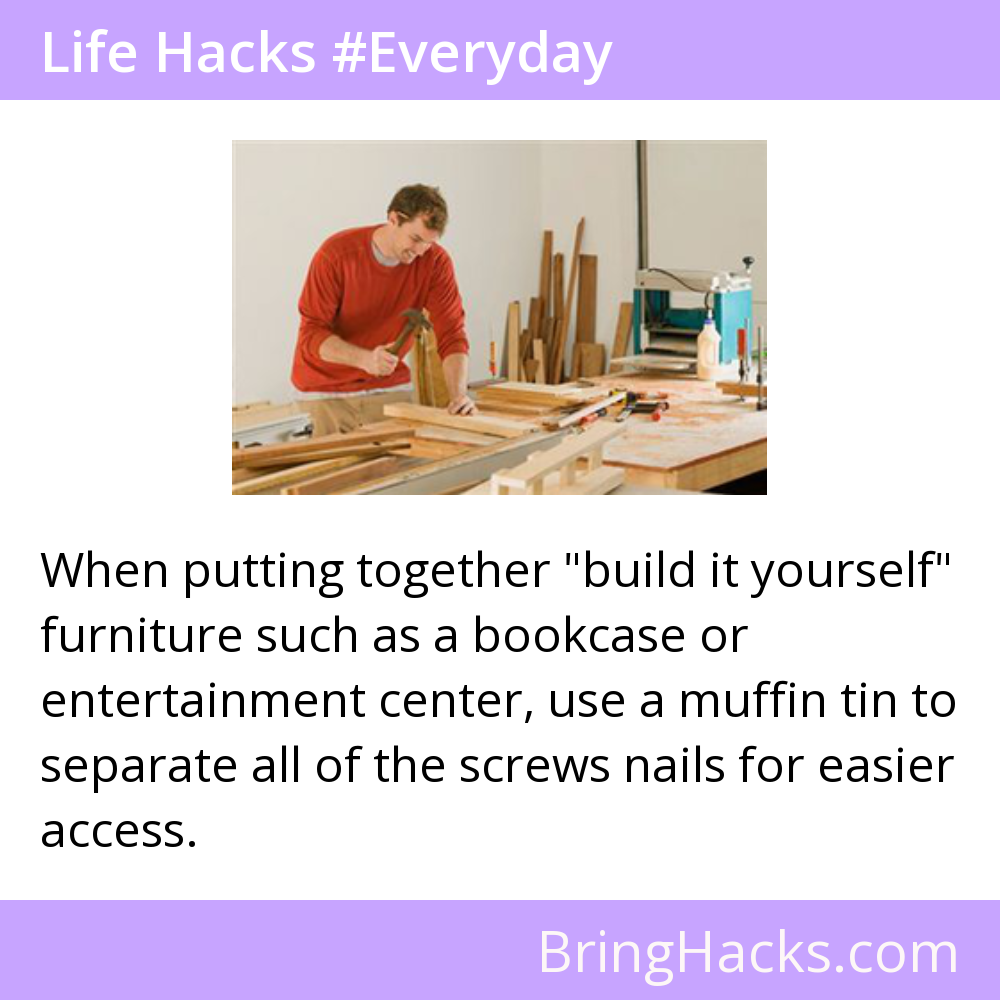 Life Hacks #Everyday
When putting together "build it yourself"
furniture such as a bookcase or
entertainment center, use a muffin tin to
separate all of the screws nails for easier
access.
BringHacks.com